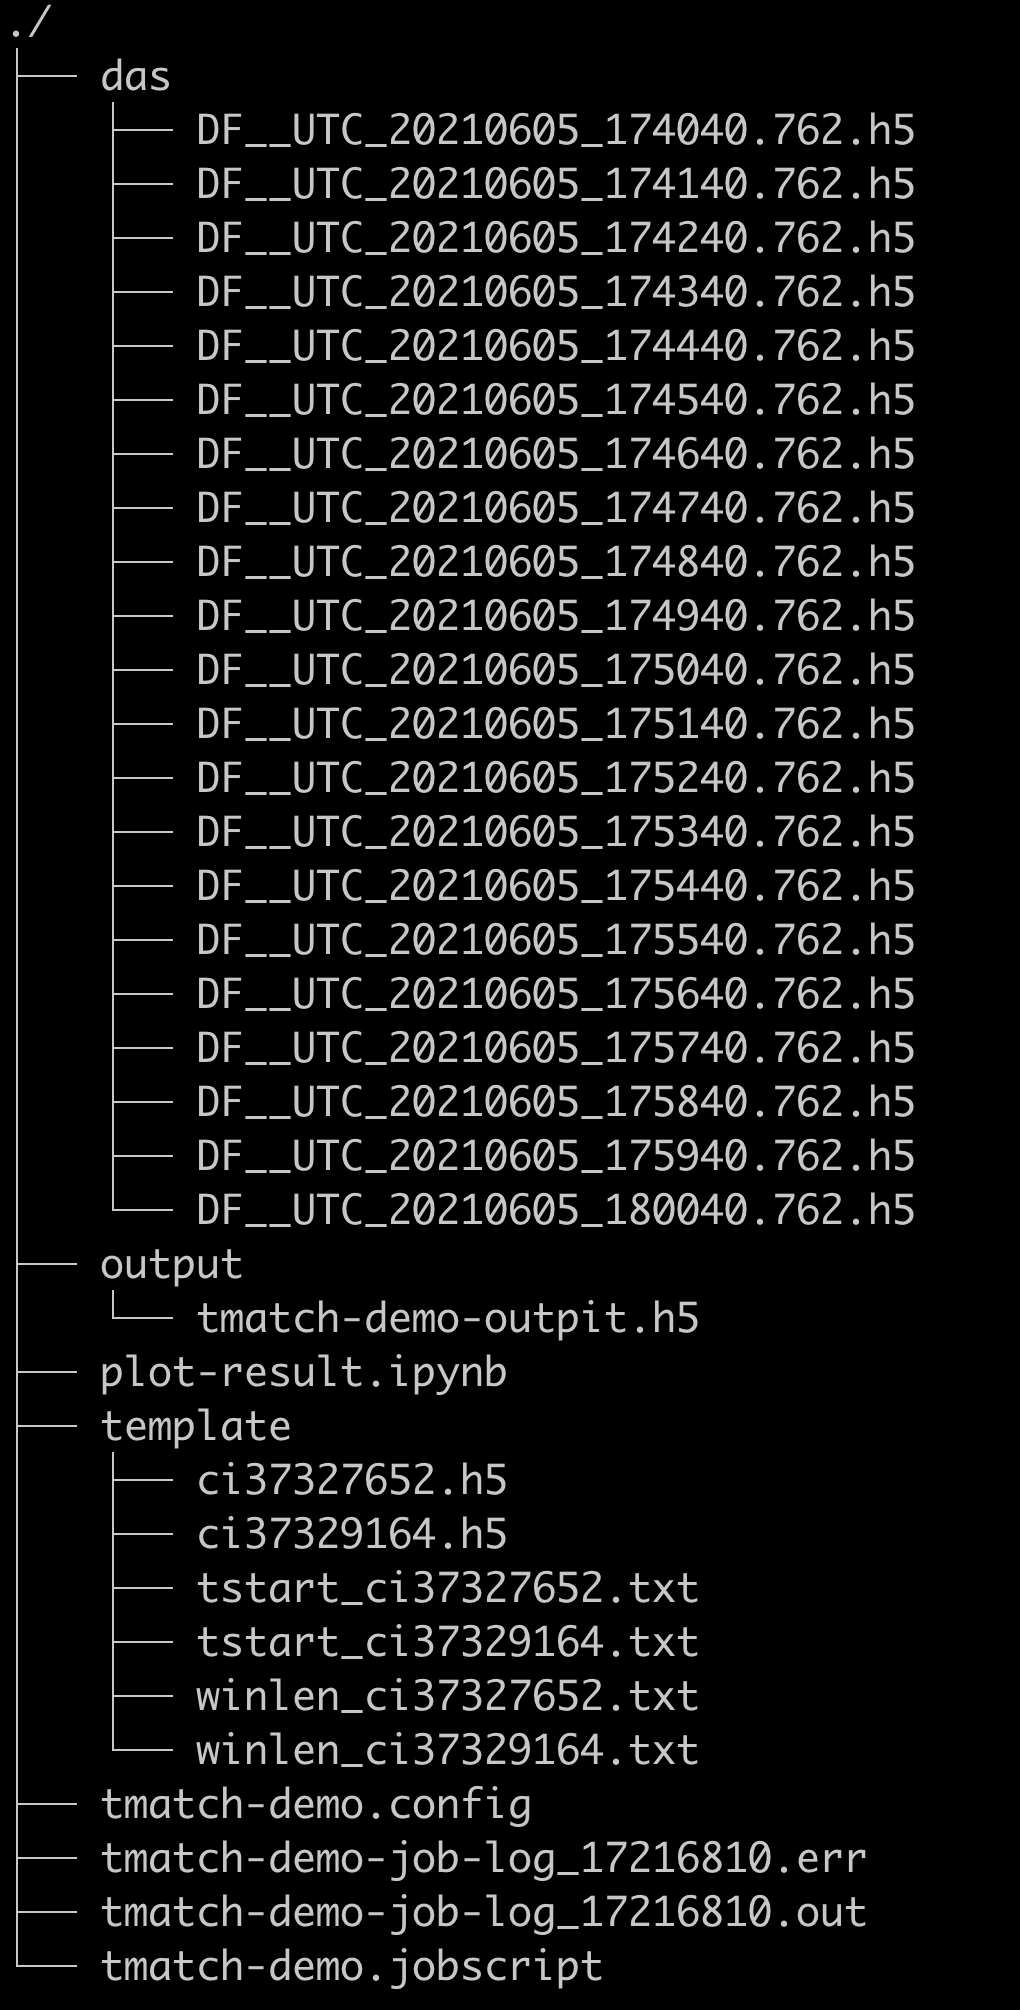 ./
das
DF__UTC_20210605_174040.762.h5
DF__UTC_20210605_174140.762.h5
DF__UTC_20210605_174240.762.h5
DF__UTC_20210605_174340.762.h5
DF__UTC_20210605_174440.762.h5
DF__UTC_20210605_174540.762.h5
DF__UTC_20210605_174640.762.h5
DF__UTC_20210605_174740.762.h5
DF__UTC_20210605_174840.762.h5
DF__UTC_20210605_174940.762.h5
DF__UTC_20210605_175040.762.h5
DF__UTC_20210605_175140.762.h5
DF__UTC_20210605_175240.762.h5
DF__UTC_20210605_175340.762.h5
DF__UTC_20210605_175440.762.h5
DF__UTC_20210605_175540.762.h5
DF__UTC_20210605_175640.762.h5
DF__UTC_20210605_175740.762.h5
DF__UTC_20210605_175840.762.h5
DF__UTC_20210605_175940.762.h5
DF__UTC_20210605_180040.762.h5
output
tmatch-demo-outpit.h5
plot-result.ipynb
template
ci37327652.h5
ci37329164.h5
tstart_ci37327652.txt
tstart_ci37329164.txt
winlen_ci37327652.txt
winlen_ci37329164.txt
tmatch-demo.config
tmatch-demo-job-log_17216810.err
tmatch-demo-job-log_17216810.out
tmatch-demo.jobscript